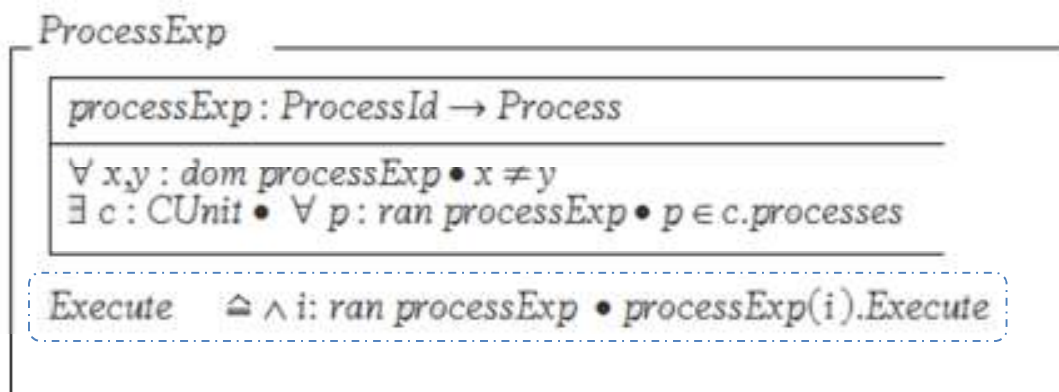 ProcessExp
processExp : ProcessId → Process
∀ x,y : dom processExp • x ≠ y
∃ c : CUnit • ∀ p : ran processExp • p ∈ c.processes
Execute ≙ ∧ i: ran processExp • processExp(i).Execute